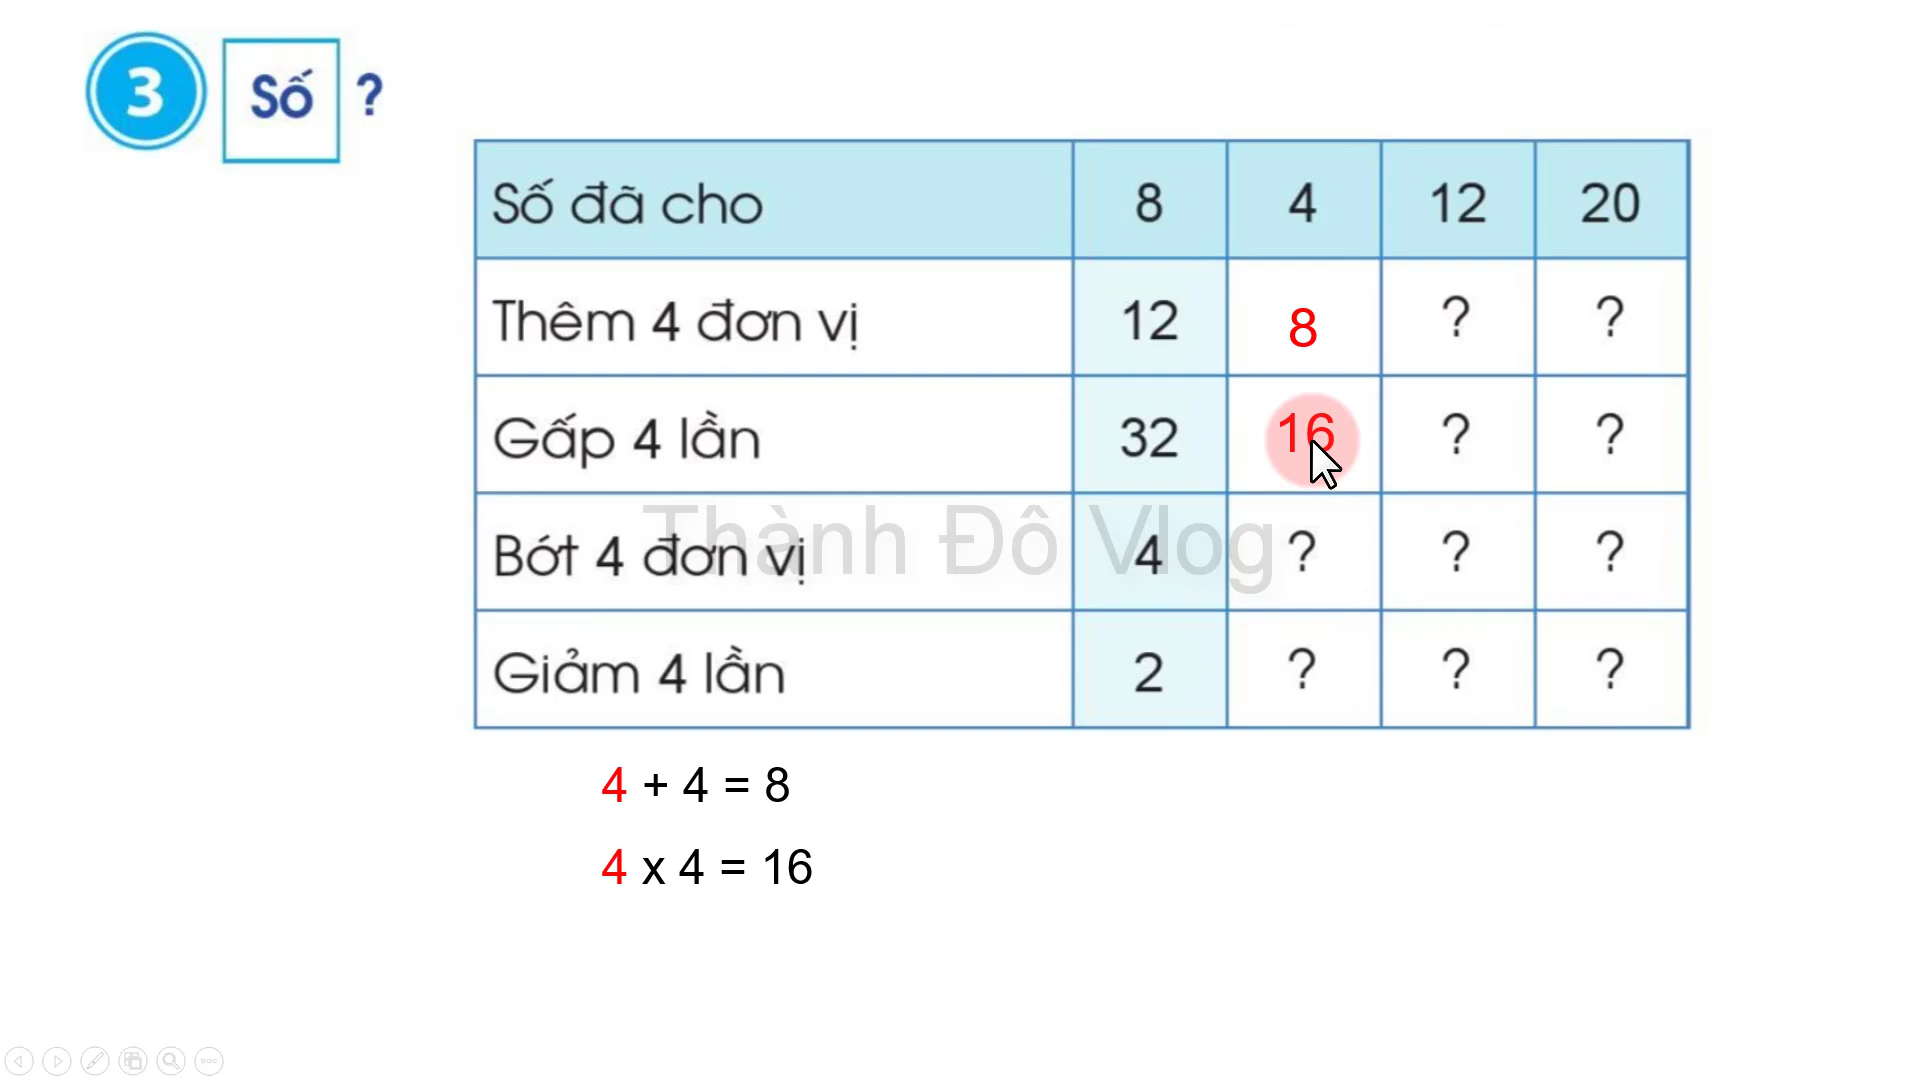 3 Số ?
Số đã cho 8 4 12 20
Thêm 4 đơn vị 12 8 ? ?
Gấp 4 lần 32 16 ? ?
Bớt 4 đơn vị 4 ? ? ?
Thành Đô Vlog
Giảm 4 lần 2 ? ? ?
4 + 4 = 8
4 x 4 = 16